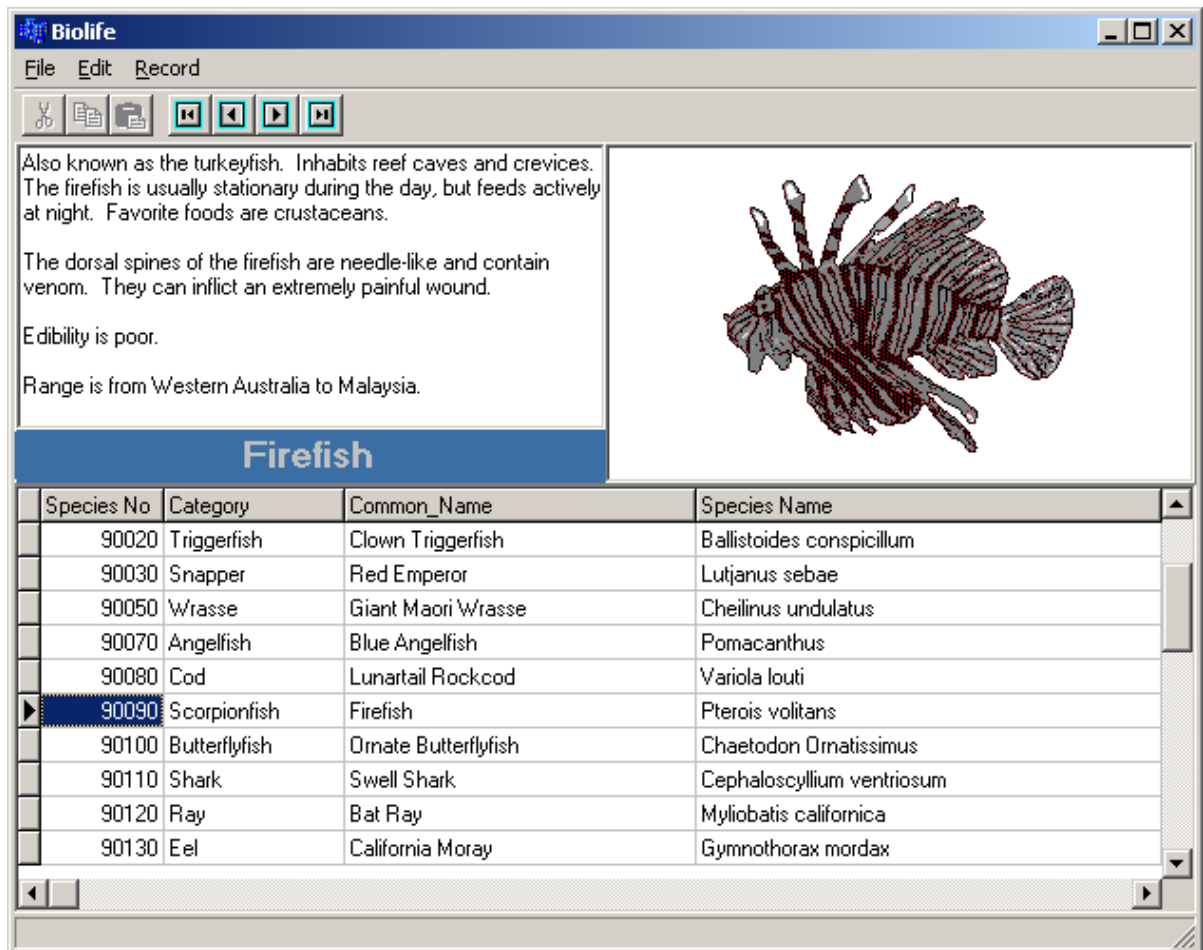 Biolife
File Edit Record
Also known as the turkeyfish.  Inhabits reef caves and crevices.
The firefish is usually stationary during the day, but feeds actively
at night.  Favorite foods are crustaceans.
The dorsal spines of the firefish are needle-like and contain
venom.  They can inflict an extremely painful wound.
Edibility is poor.
Range is from Western Australia to Malaysia.
Firefish
Species No Category Common_Name Species Name
90020 Triggerfish Clown Triggerfish Ballistoides conspicillum
90030 Snapper Red Emperor Lutjanus sebae
90050 Wrasse Giant Maori Wrasse Cheilinus undulatus
90070 Angelfish Blue Angelfish Pomacanthus
90080 Cod Lunartail Rockcod Variola louti
90090 Scorpionfish Firefish Pterois volitans
90100 Butterflyfish Ornate Butterflyfish Chaetodon Ornatissimus
90110 Shark Swell Shark Cephaloscyllium ventriosum
90120 Ray Bat Ray Myliobatis californica
90130 Eel California Moray Gymnothorax mordax